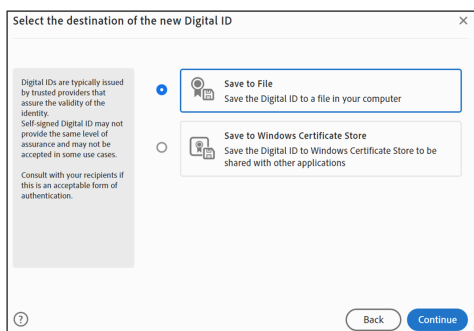 Select the destination of the new Digital ID
Digital IDs are typically issued
by trusted providers that
assure the validity of the
identity.
Self-signed Digital ID may not
provide the same level of
assurance and may not be
accepted in some use cases.
Consult with your recipients if
this is an acceptable form of
authentication.
Save to File
Save the Digital ID to a file in your computer
Save to Windows Certificate Store
Save the Digital ID to Windows Certificate Store to be
shared with other applications
?
Back
Continue